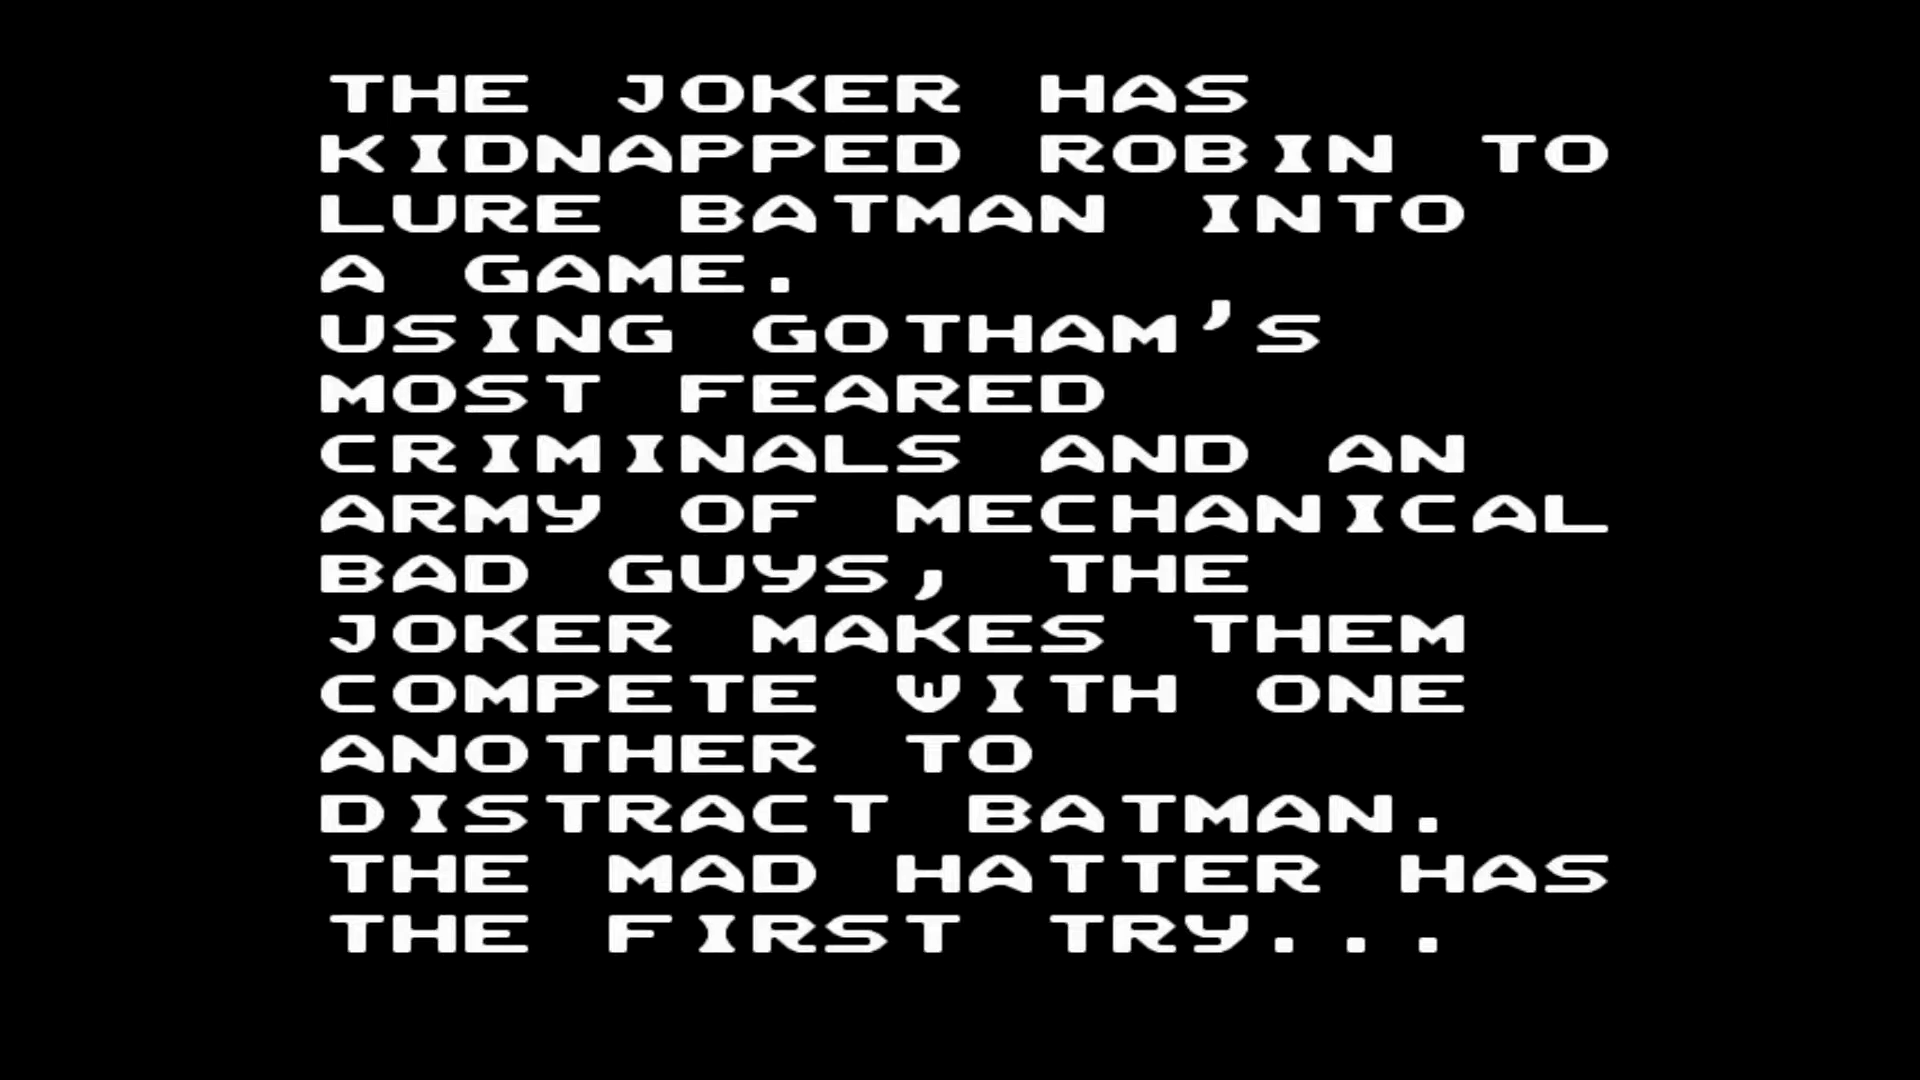 THE JOKER HAS
KIDNAPPED ROBIN TO
LURE BATMAN INTO
A GAME.
USING GOTHAM'S
MOST FEARED
CRIMINALS AND AN
ARMY OF MECHANICAL
BAD GUYS, THE
JOKER MAKES THEM
COMPETE WITH ONE
ANOTHER TO
DISTRACT BATMAN.
THE MAD HATTER HAS
THE FIRST TRY...